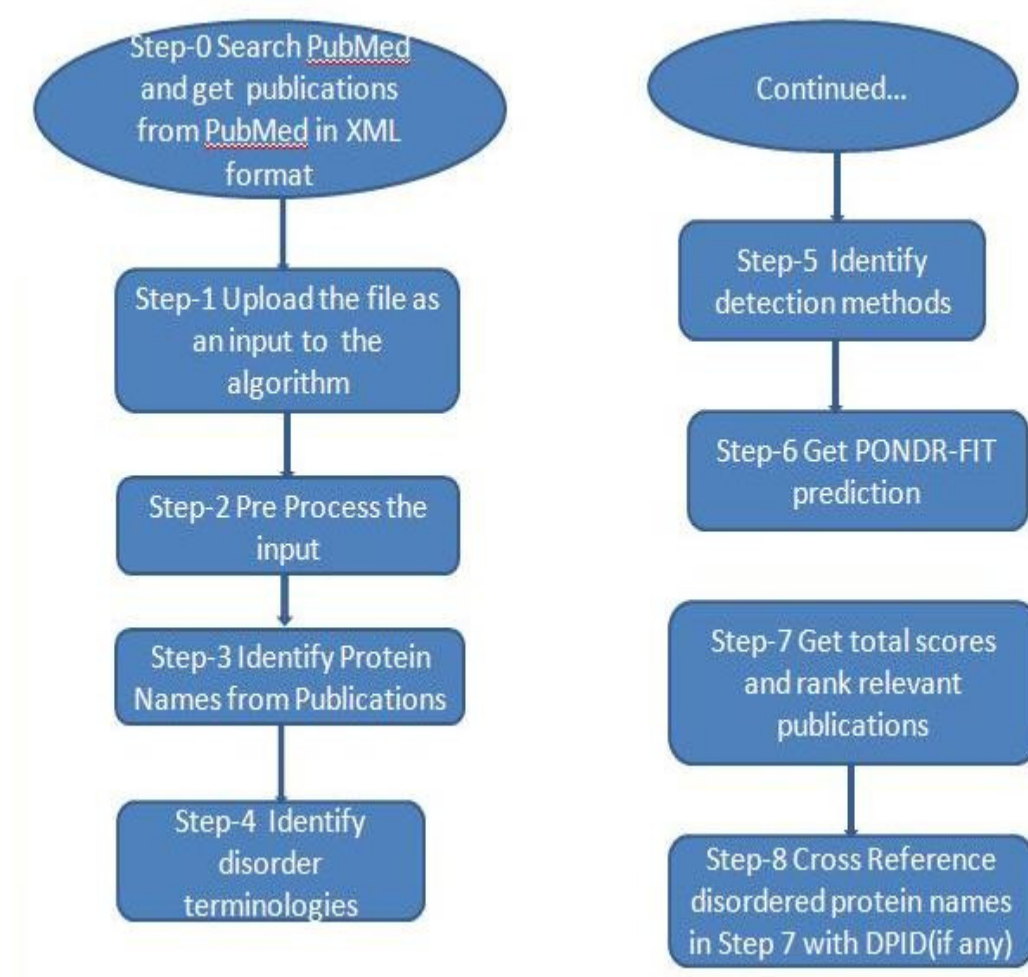 Step-0 Search PubMed
and get publications
from PubMed in XML
format
Step-1 Upload the file as
an input to the
algorithm
Step-2 Pre Process the
input
Step-3 Identify Protein
Names from Publications
Step-4 Identify
disorder
terminologies
Continued...
Step-5 Identify
detection methods
Step-6 Get PONDR-FIT
prediction
Step-7 Get total scores
and rank relevant
publications
Step-8 Cross Reference
disordered protein names
in Step 7 with DPID(if any)